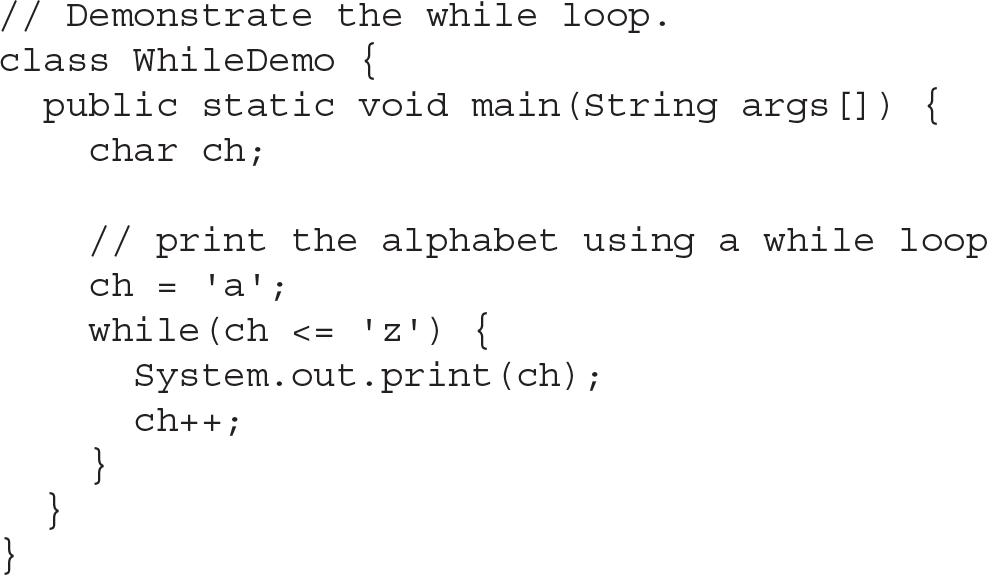 // Demonstrate the while loop.
class WhileDemo {
  public static void main(String args[]) {
    char ch;

    // print the alphabet using a while loop
    ch = 'a';
    while(ch <= 'z') {
      System.out.print(ch);
      ch++;
    }
  }
}